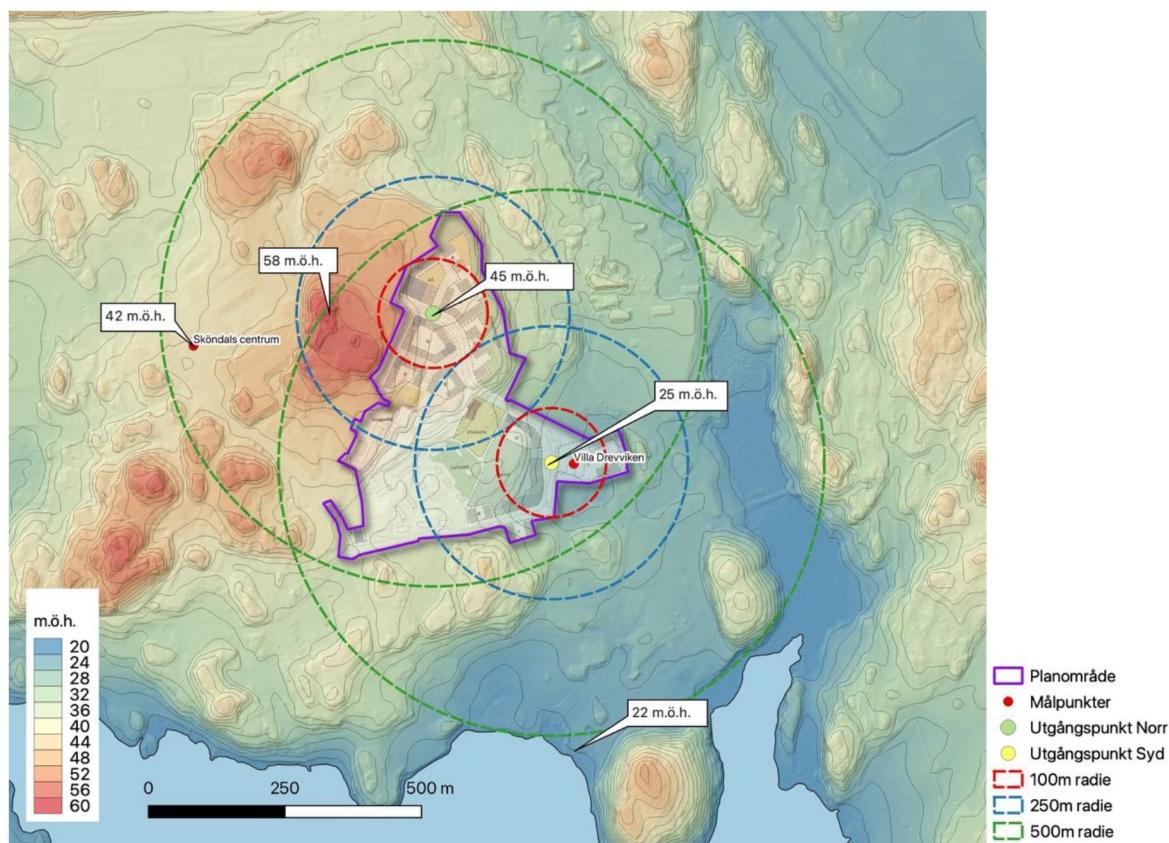 58 m.ö.h.
45 m.ö.h.
42 m.ö.h.
Sköndals centrum
25 m.ö.h.
Villa Drevviken
22 m.ö.h.
m.ö.h.
20
24
28
32
36
40
44
48
52
56
60
0 250 500 m
Planområde
Målpunkter
Utgångspunkt Norr
Utgångspunkt Syd
100m radie
250m radie
500m radie